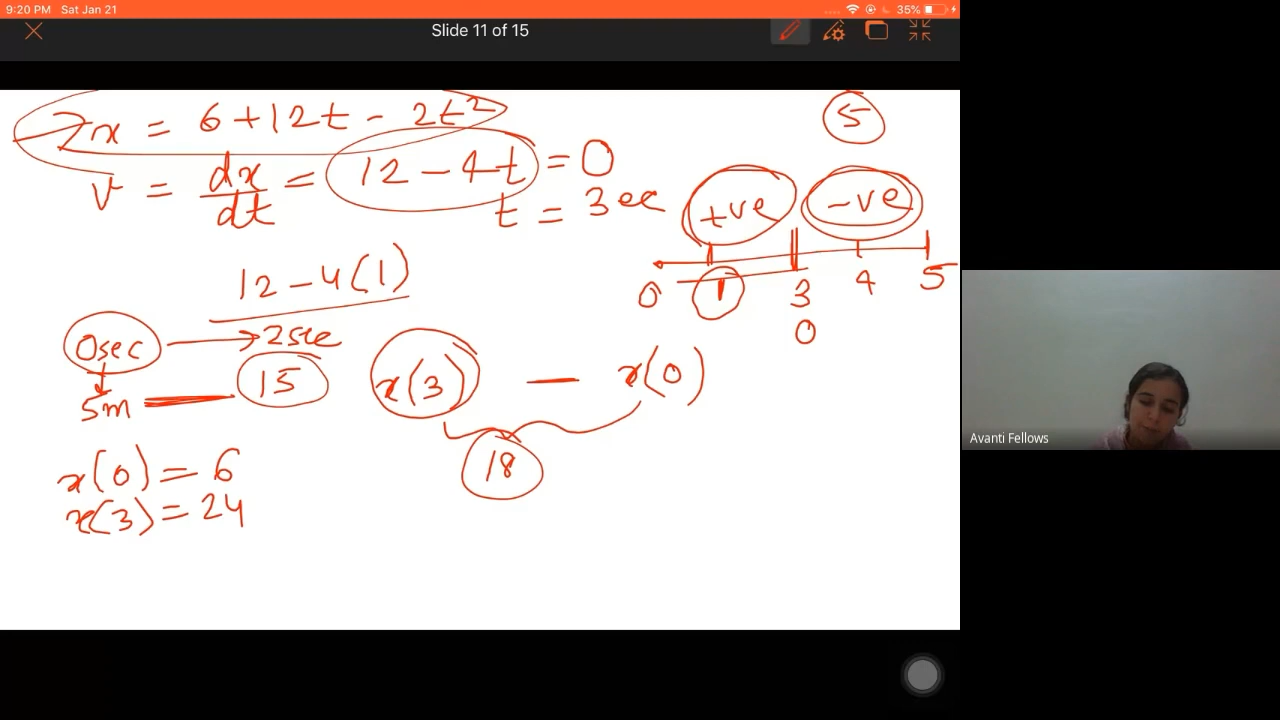 9:20 PM Sat Jan 21
35%
Slide 11 of 15
x = 6 + 12t - 2t²
5
v = dx/dt = 12 - 4t = 0
t = 3 sec
+ve -ve
0 1 3 4 5
0
12 - 4(1)
0sec → 2sec
5m 15
x(3) - x(0)
18
x(0) = 6
x(3) = 24
Avanti Fellows